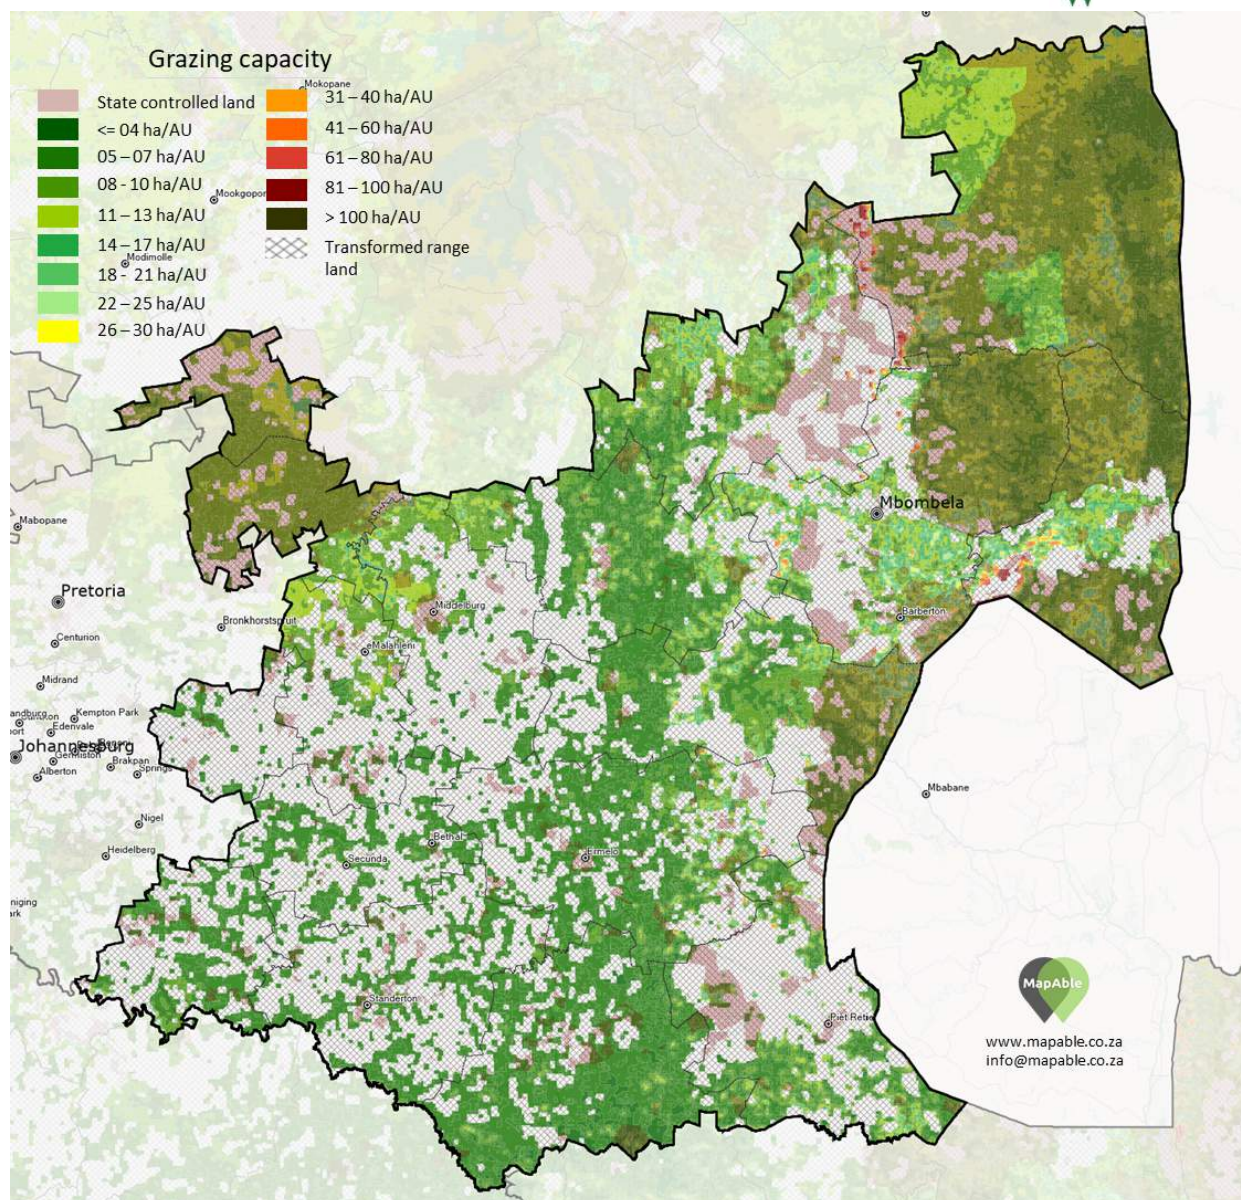 Grazing capacity
State controlled land
<= 04 ha/AU
05 – 07 ha/AU
08 - 10 ha/AU
11 – 13 ha/AU
14 – 17 ha/AU
18 - 21 ha/AU
22 – 25 ha/AU
26 – 30 ha/AU
31 – 40 ha/AU
41 – 60 ha/AU
61 – 80 ha/AU
81 – 100 ha/AU
> 100 ha/AU
Transformed range
land
Mokopane
Modimolle
Mabopane
Pretoria
Bronkhorstspruit
Centurion
Midrand
Kempton Park
Edenvale
Johannesburg
Germiston
Brakpan
Springs
Alberton
Nigel
Heidelberg
Middelburg
eMalahleni
Mbombela
Barberton
Mbabane
Bethal
Secunda
Ermelo
Standerton
Piet Retie
MapAble
www.mapable.co.za
info@mapable.co.za